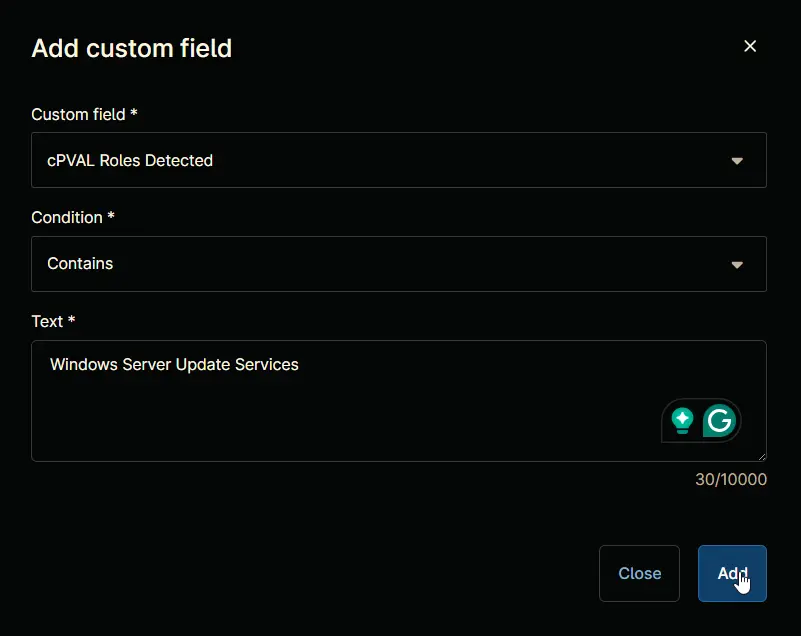 Add custom field
Custom field *
cPVAL Roles Detected
Condition *
Contains
Text *
Windows Server Update Services
30/10000
Close
Add